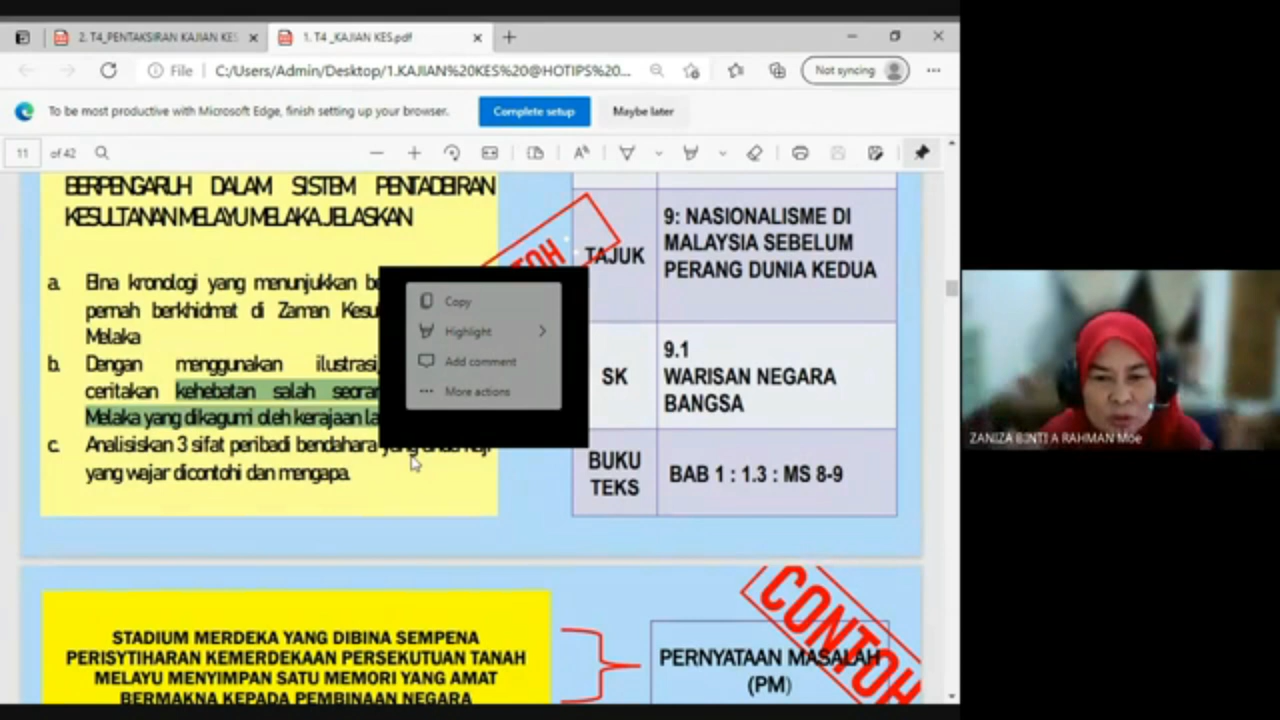 2. T4_PENTAKSIRAN KAJIAN KES
1. T4 _KAJIAN KES.pdf
File
C:/Users/Admin/Desktop/1.KAJIAN%20KES%20@HOTIPS%20...
Not syncing
To be most productive with Microsoft Edge, finish setting up your browser.
Complete setup
Maybe later
11
of 42
BERPENGARUH DALAM SISTEM PENTADBIRAN
KESULTANAN MELAYU MELAKA JELASKAN
a. Bina kronologi yang menunjukkan
pernah berkhidmat di Zaman
Melaka
b. Dengan menggunakan ilustrasi,
ceritakan kehebatan salah
Melaka yang dikagumi oleh kerajaan
c. Analisiskan 3 sifat peribadi bendahara yang anda
yang wajar dicontohi dan mengapa.
Copy
Highlight
Add comment
More actions
TAJUK
9: NASIONALISME DI
MALAYSIA SEBELUM
PERANG DUNIA KEDUA
SK
9.1
WARISAN NEGARA
BANGSA
BUKU
TEKS
BAB 1 : 1.3 : MS 8-9
STADIUM MERDEKA YANG DIBINA SEMPENA
PERISYTIHARAN KEMERDEKAAN PERSEKUTUAN TANAH
MELAYU MENYIMPAN SATU MEMORI YANG AMAT
BERMAKNA KEPADA PEMBINAAN NEGARA
PERNYATAAN MASALAH
(PM)
CONTOH
ZANIZA BINTI A RAHMAN Moe